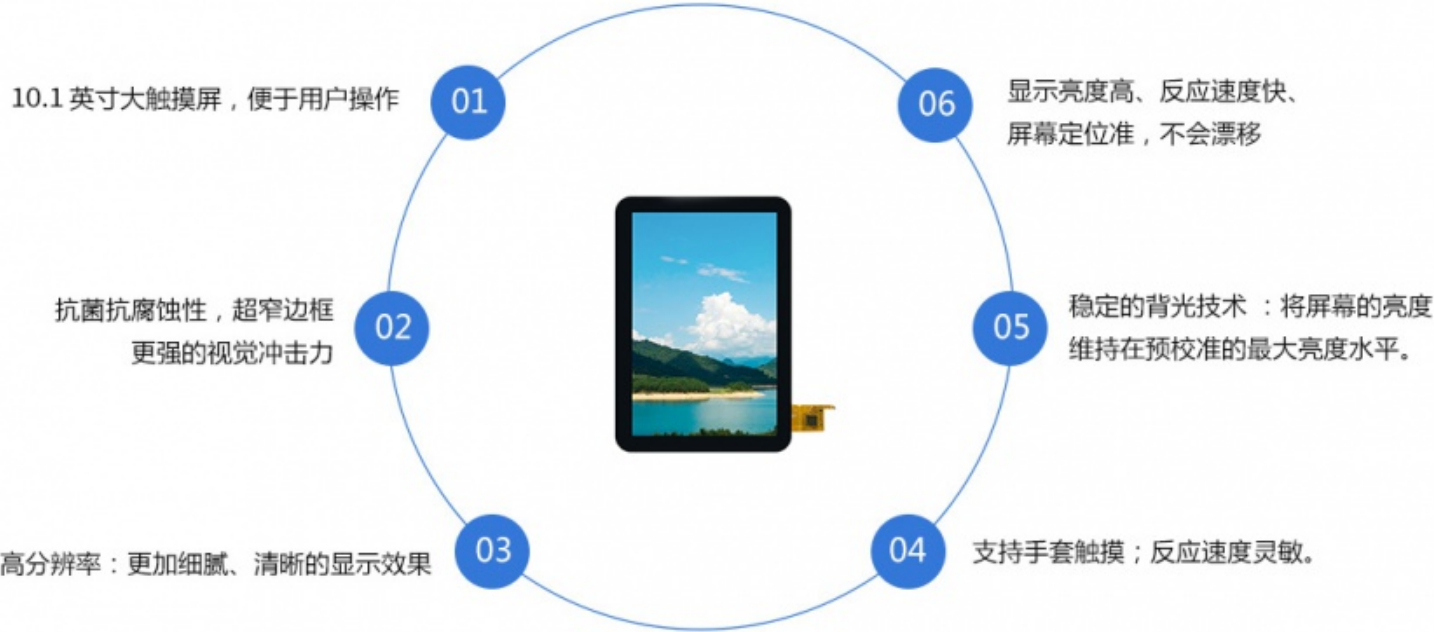 01
10.1 英寸大触摸屏，便于用户操作
02
抗菌抗腐蚀性，超窄边框
更强的视觉冲击力
03
高分辨率：更加细腻、清晰的显示效果
04
支持手套触摸；反应速度灵敏。
05
稳定的背光技术 ：将屏幕的亮度
维持在预校准的最大亮度水平。
06
显示亮度高、反应速度快、
屏幕定位准，不会漂移